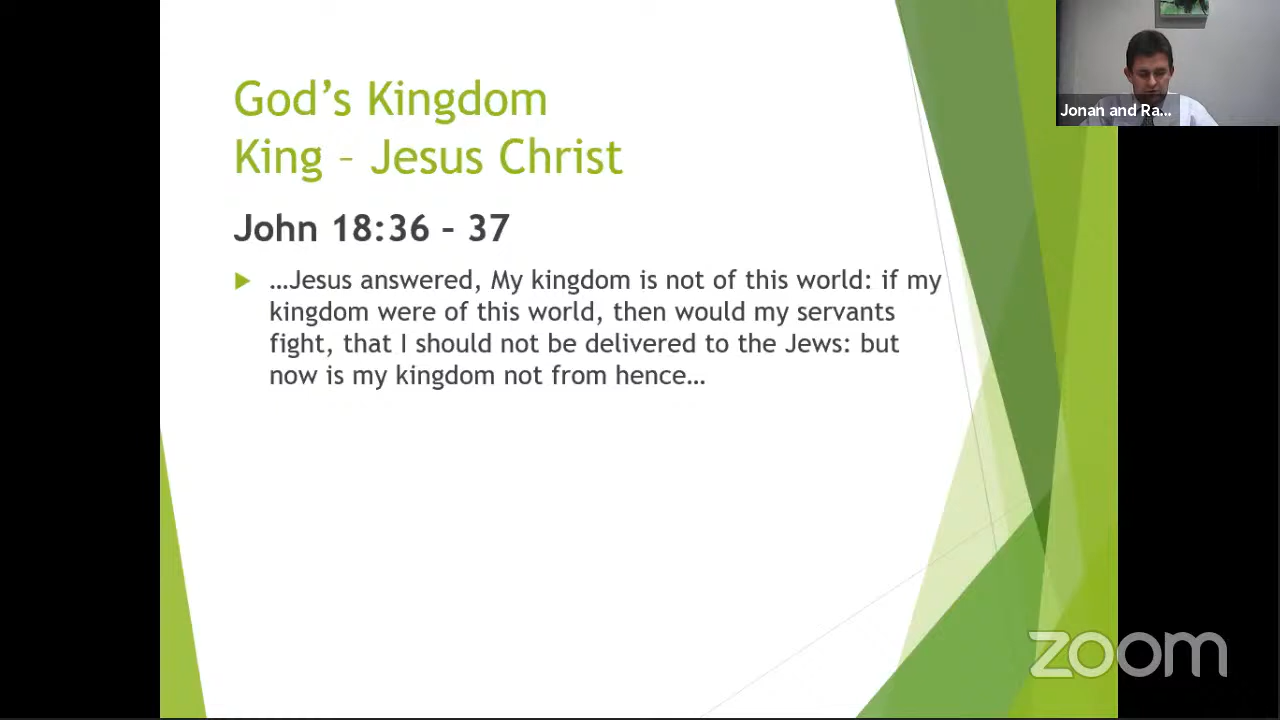 God’s Kingdom
King – Jesus Christ
John 18:36 – 37
…Jesus answered, My kingdom is not of this world: if my
kingdom were of this world, then would my servants
fight, that I should not be delivered to the Jews: but
now is my kingdom not from hence…
Jonan and Ra...
zoom